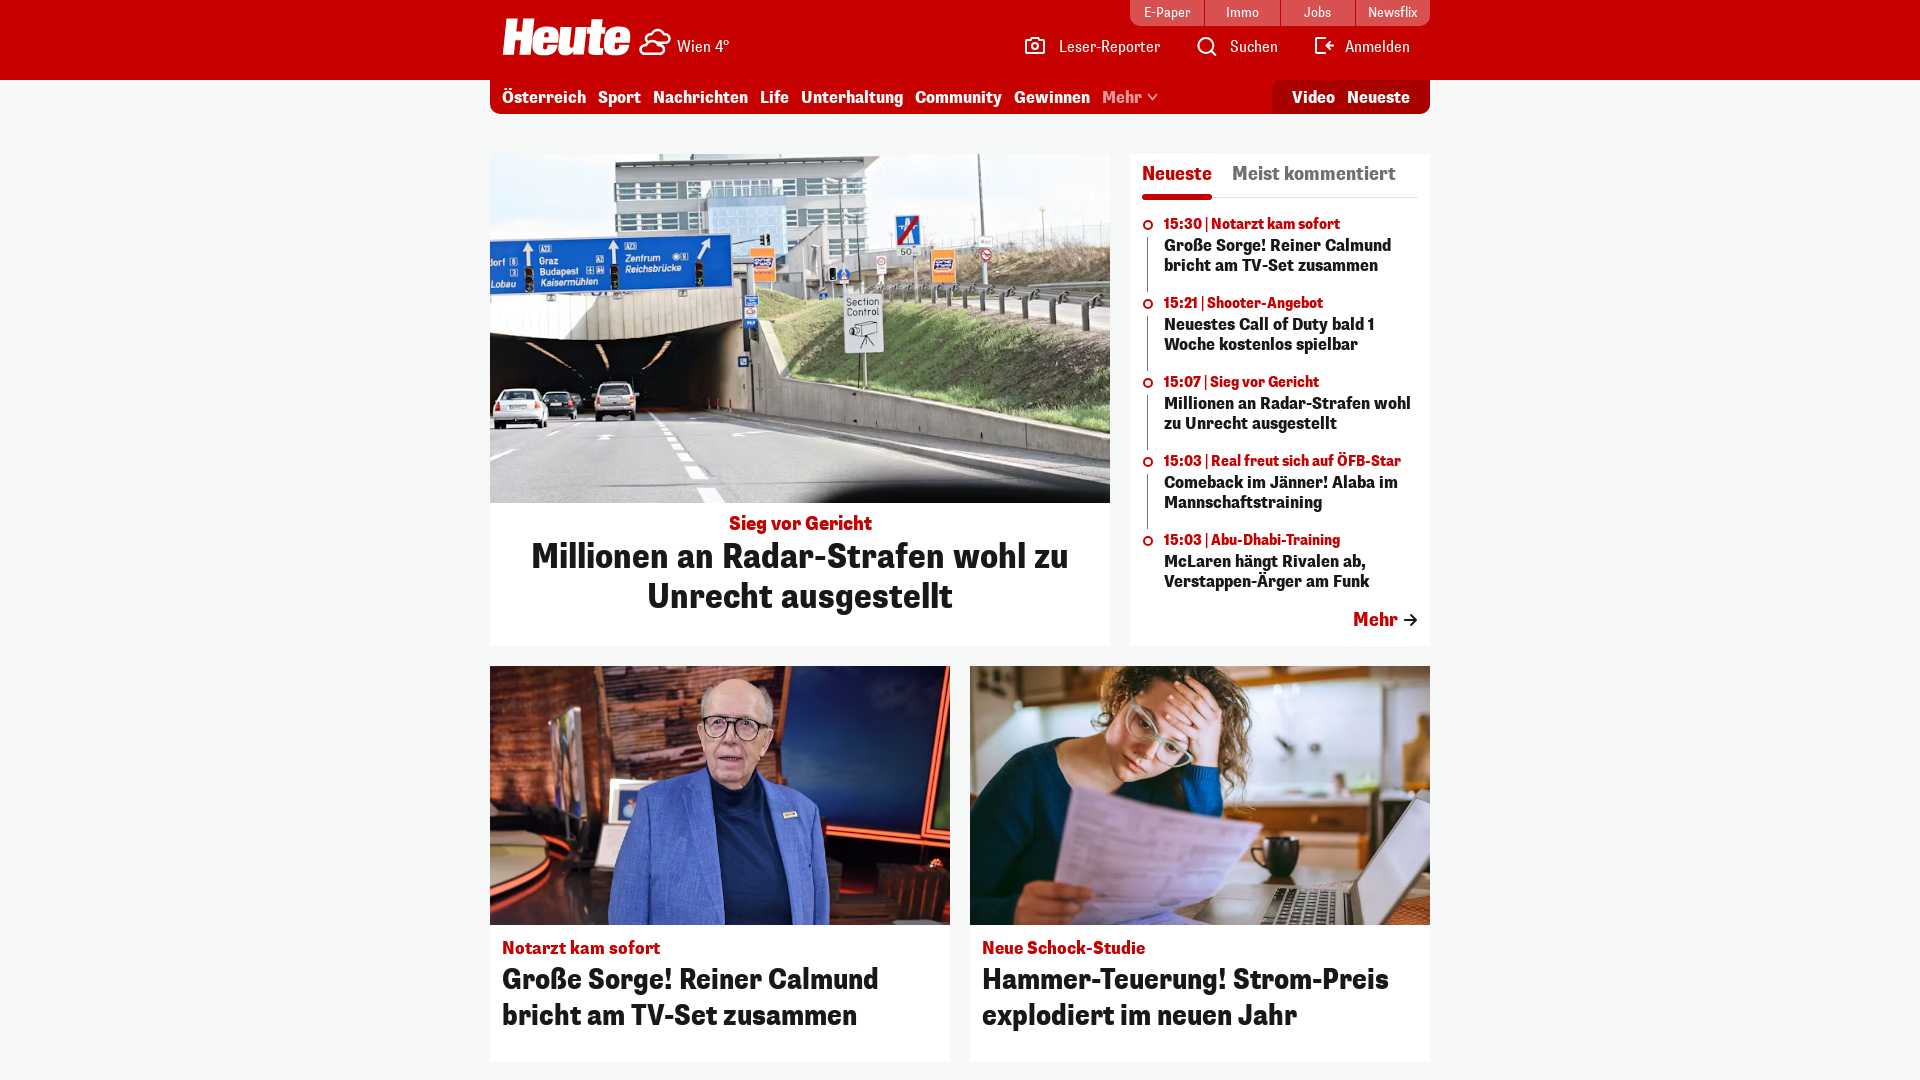 E-Paper
Immo
Jobs
Newsflix
Heute
Wien 4°
Leser-Reporter
Suchen
Anmelden
Österreich
Sport
Nachrichten
Life
Unterhaltung
Community
Gewinnen
Mehr
Video
Neueste
A23
Graz
Budapest
A4
Kaisermühlen
A23
Zentrum
Reichsbrücke
Lobau
50
Section
Control
Sieg vor Gericht
Millionen an Radar-Strafen wohl zu
Unrecht ausgestellt
Neueste
Meist kommentiert
15:30 | Notarzt kam sofort
Große Sorge! Reiner Calmund
bricht am TV-Set zusammen
15:21 | Shooter-Angebot
Neuestes Call of Duty bald 1
Woche kostenlos spielbar
15:07 | Sieg vor Gericht
Millionen an Radar-Strafen wohl
zu Unrecht ausgestellt
15:03 | Real freut sich auf ÖFB-Star
Comeback im Jänner! Alaba im
Mannschaftstraining
15:03 | Abu-Dhabi-Training
McLaren hängt Rivalen ab,
Verstappen-Ärger am Funk
Mehr
Notarzt kam sofort
Große Sorge! Reiner Calmund
bricht am TV-Set zusammen
Neue Schock-Studie
Hammer-Teuerung! Strom-Preis
explodiert im neuen Jahr